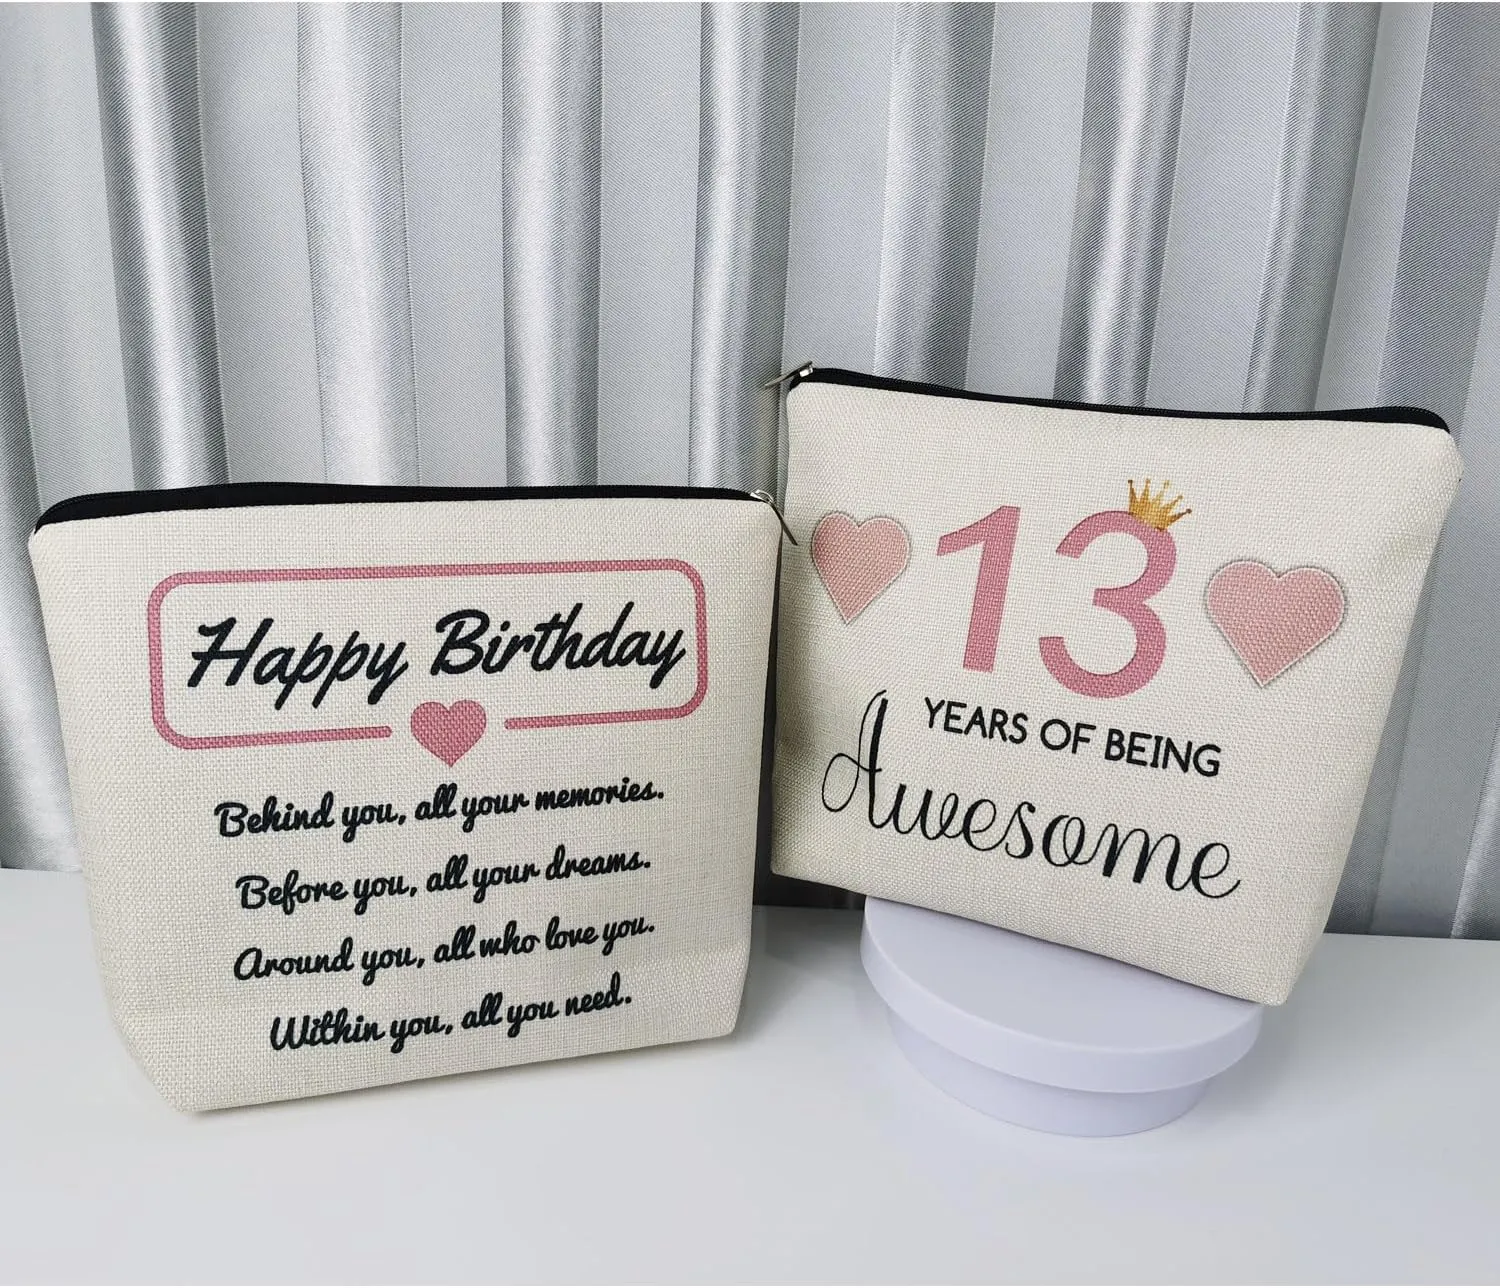 Happy Birthday
Behind you, all your memories.
Before you, all your dreams.
Around you, all who love you.
Within you, all you need.
13
YEARS OF BEING
Awesome